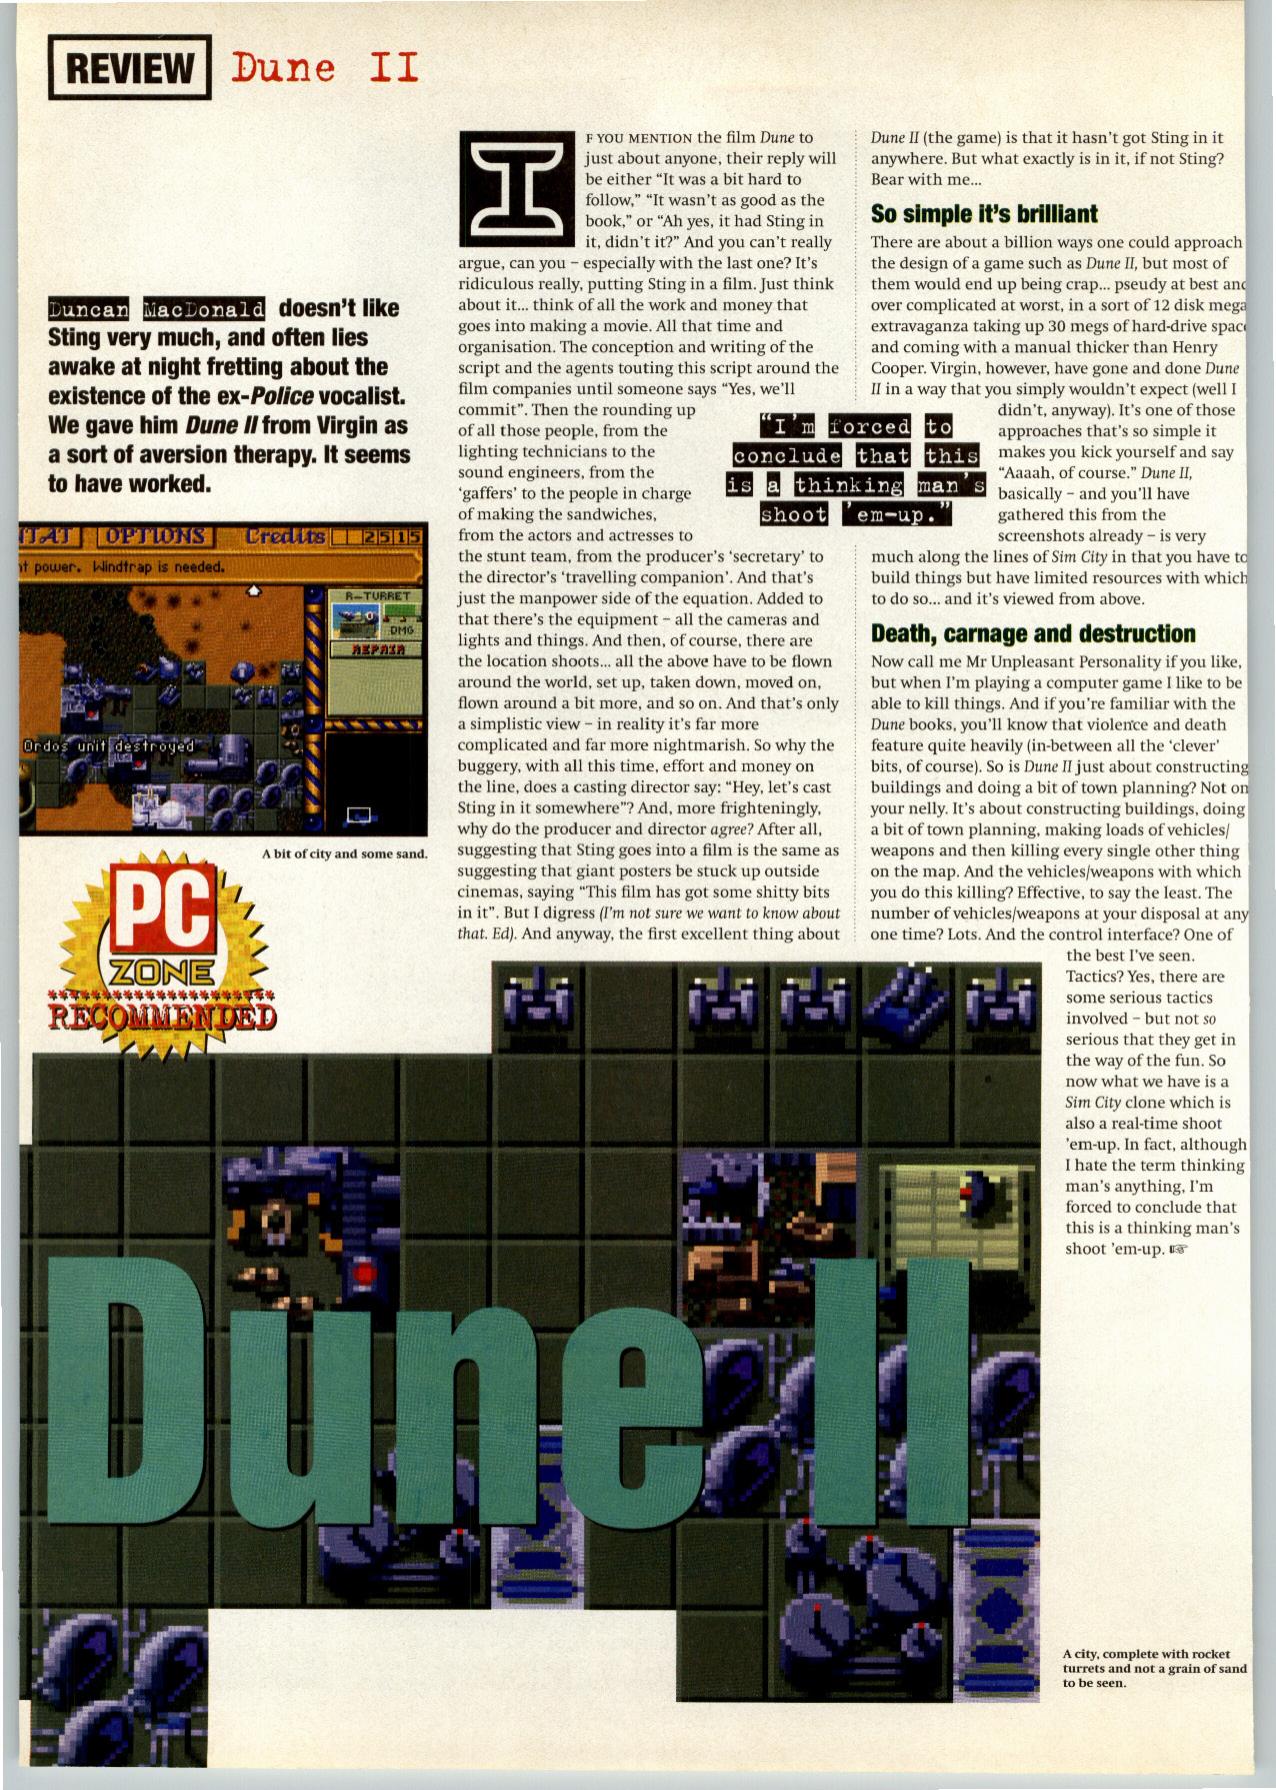 REVIEW Dune II
Duncan MacDonald doesn't like
Sting very much, and often lies
awake at night fretting about the
existence of the ex-Police vocalist.
We gave him Dune II from Virgin as
a sort of aversion therapy. It seems
to have worked.
TAT OPTIONS Credits 2515
nt power. Windtrap is needed.
R-TURRET
DMG
REPAIR
Ordos unit destroyed
A bit of city and some sand.
PC
ZONE
RECOMMENDED
IF YOU MENTION the film Dune to
just about anyone, their reply will
be either “It was a bit hard to
follow,” “It wasn't as good as the
book,” or “Ah yes, it had Sting in
it, didn't it?” And you can't really
argue, can you – especially with the last one? It's
ridiculous really, putting Sting in a film. Just think
about it... think of all the work and money that
goes into making a movie. All that time and
organisation. The conception and writing of the
script and the agents touting this script around the
film companies until someone says “Yes, we'll
commit”. Then the rounding up
of all those people, from the
lighting technicians to the
sound engineers, from the
‘gaffers’ to the people in charge
of making the sandwiches,
from the actors and actresses to
the stunt team, from the producer's ‘secretary’ to
the director's ‘travelling companion’. And that's
just the manpower side of the equation. Added to
that there's the equipment – all the cameras and
lights and things. And then, of course, there are
the location shoots... all the above have to be flown
around the world, set up, taken down, moved on,
flown around a bit more, and so on. And that's only
a simplistic view – in reality it's far more
complicated and far more nightmarish. So why the
buggery, with all this time, effort and money on
the line, does a casting director say: “Hey, let's cast
Sting in it somewhere”? And, more frighteningly,
why do the producer and director agree? After all,
suggesting that Sting goes into a film is the same as
suggesting that giant posters be stuck up outside
cinemas, saying “This film has got some shitty bits
in it”. But I digress (I'm not sure we want to know about
that. Ed). And anyway, the first excellent thing about
“I'm forced to
conclude that this
is a thinking man's
shoot 'em-up.”
Dune II (the game) is that it hasn't got Sting in it
anywhere. But what exactly is in it, if not Sting?
Bear with me...
So simple it's brilliant
There are about a billion ways one could approach
the design of a game such as Dune II, but most of
them would end up being crap... pseudy at best and
over complicated at worst, in a sort of 12 disk mega
extravaganza taking up 30 megs of hard-drive space
and coming with a manual thicker than Henry
Cooper. Virgin, however, have gone and done Dune
II in a way that you simply wouldn't expect (well I
didn't, anyway). It's one of those
approaches that's so simple it
makes you kick yourself and say
“Aaaah, of course.” Dune II,
basically – and you'll have
gathered this from the
screenshots already – is very
much along the lines of Sim City in that you have to
build things but have limited resources with which
to do so... and it's viewed from above.
Death, carnage and destruction
Now call me Mr Unpleasant Personality if you like,
but when I'm playing a computer game I like to be
able to kill things. And if you're familiar with the
Dune books, you'll know that violence and death
feature quite heavily (in-between all the ‘clever’
bits, of course). So is Dune II just about constructing
buildings and doing a bit of town planning? Not on
your nelly. It's about constructing buildings, doing
a bit of town planning, making loads of vehicles/
weapons and then killing every single other thing
on the map. And the vehicles/weapons with which
you do this killing? Effective, to say the least. The
number of vehicles/weapons at your disposal at any
one time? Lots. And the control interface? One of
the best I've seen.
Tactics? Yes, there are
some serious tactics
involved – but not so
serious that they get in
the way of the fun. So
now what we have is a
Sim City clone which is
also a real-time shoot
'em-up. In fact, although
I hate the term thinking
man's anything, I'm
forced to conclude that
this is a thinking man's
shoot 'em-up. ☞
Dune II
A city, complete with rocket
turrets and not a grain of sand
to be seen.